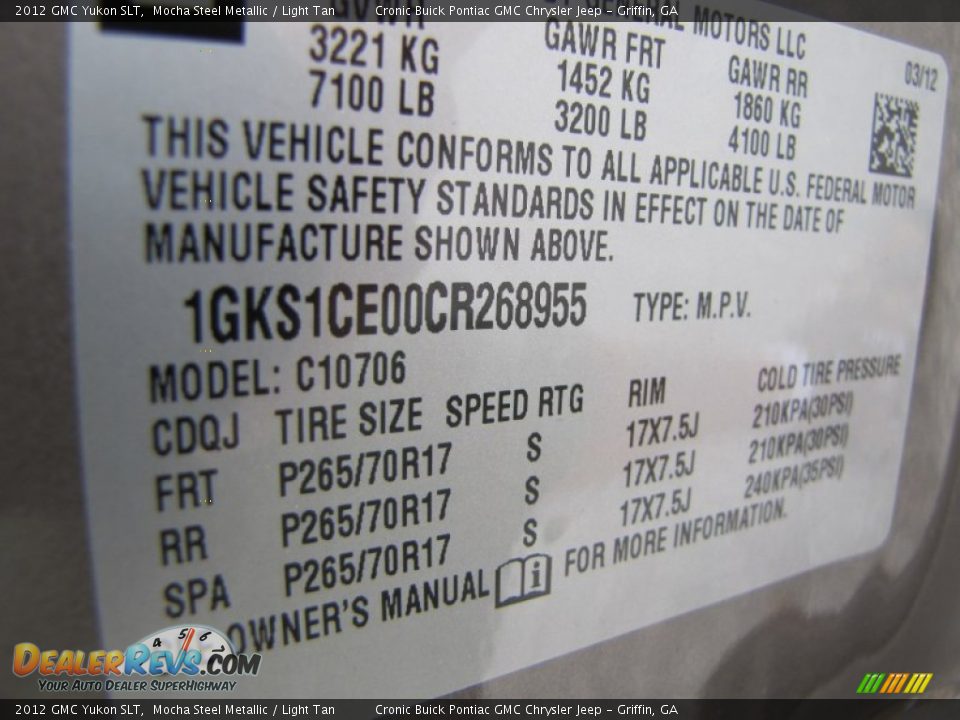 2012 GMC Yukon SLT, Mocha Steel Metallic / Light Tan Cronic Buick Pontiac GMC Chrysler Jeep - Griffin, GA
GENERAL MOTORS LLC
GVWR GAWR FRT GAWR RR 03/12
3221 KG 1452 KG 1860 KG
7100 LB 3200 LB 4100 LB
THIS VEHICLE CONFORMS TO ALL APPLICABLE U.S. FEDERAL MOTOR
VEHICLE SAFETY STANDARDS IN EFFECT ON THE DATE OF
MANUFACTURE SHOWN ABOVE.
1GKS1CE00CR268955 TYPE: M.P.V.
MODEL: C10706
CDQJ TIRE SIZE SPEED RTG RIM COLD TIRE PRESSURE
FRT P265/70R17 S 17X7.5J 210KPA(30PSI)
RR P265/70R17 S 17X7.5J 210KPA(30PSI)
SPA P265/70R17 S 17X7.5J 240KPA(35PSI)
OWNER'S MANUAL i FOR MORE INFORMATION.
4 5 6
DEALERREVS.COM
YOUR AUTO DEALER SUPERHIGHWAY
2012 GMC Yukon SLT, Mocha Steel Metallic / Light Tan Cronic Buick Pontiac GMC Chrysler Jeep - Griffin, GA